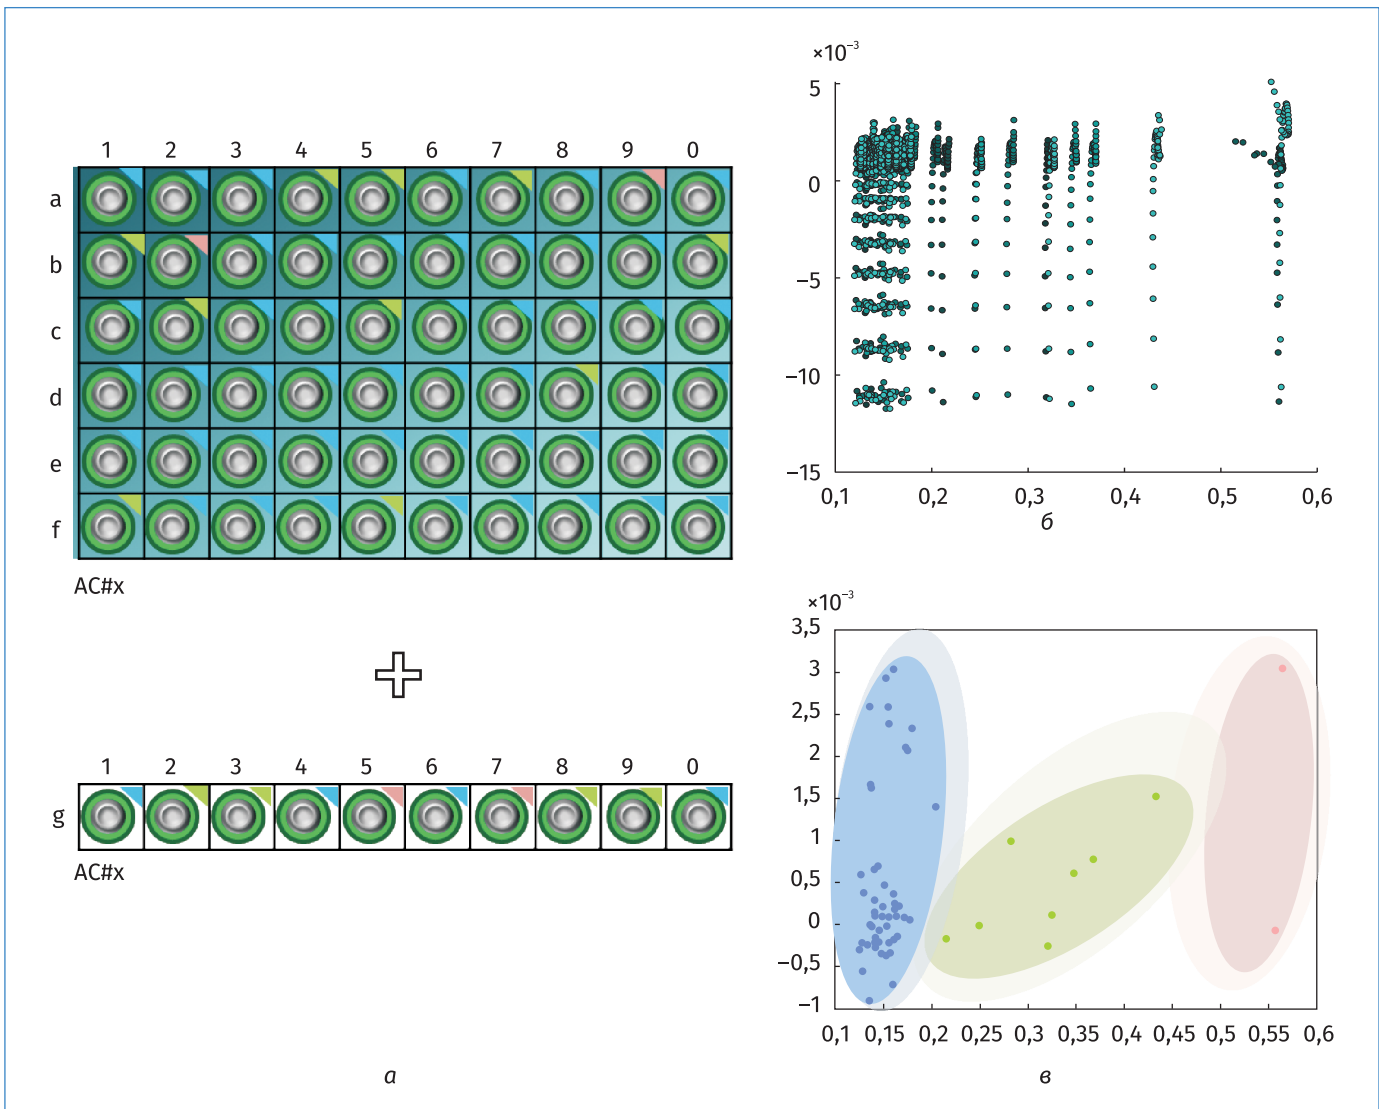 1 2 3 4 5 6 7 8 9 0
a
b
c
d
e
f
AC#x
1 2 3 4 5 6 7 8 9 0
g
AC#x
а
×10⁻³
5
0
−5
−10
−15
0,1 0,2 0,3 0,4 0,5 0,6
б
×10⁻³
3,5
3
2,5
2
1,5
1
0,5
0
−0,5
−1
0,1 0,15 0,2 0,25 0,3 0,35 0,4 0,45 0,5 0,55 0,6
в